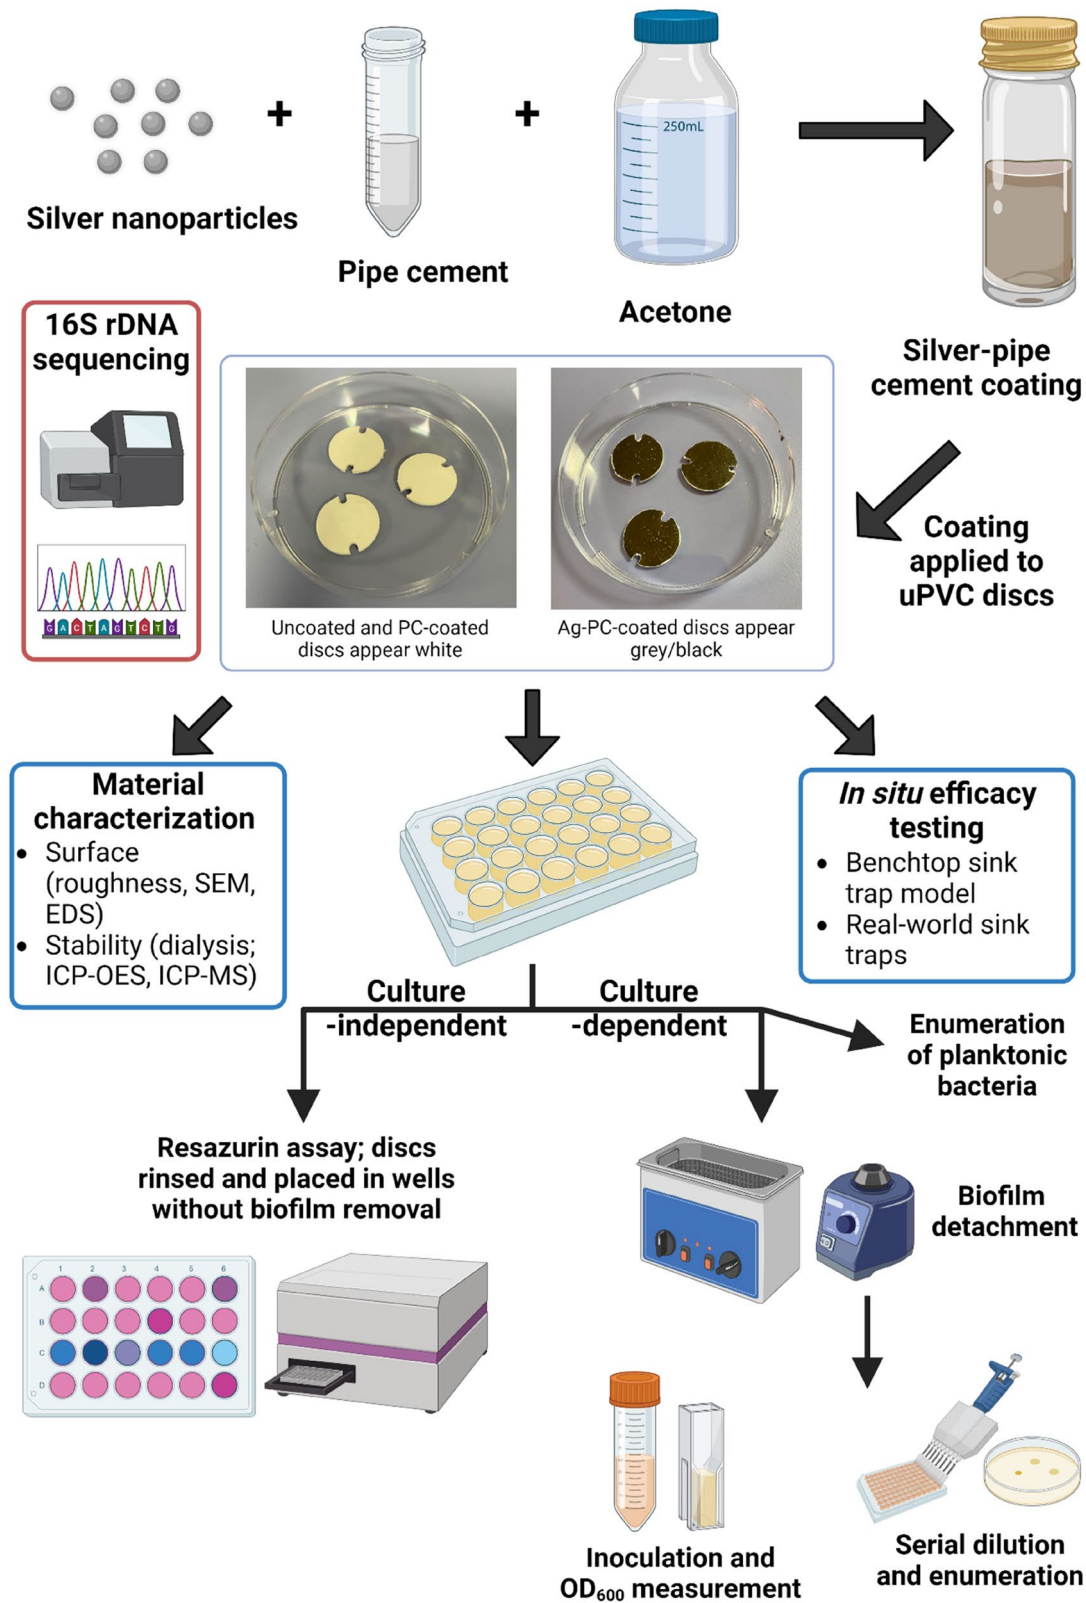 250mL
Silver nanoparticles
+
+
Pipe cement
Acetone
Silver-pipe
cement coating
16S rDNA
sequencing
G A C T A G T C T G
Uncoated and PC-coated
discs appear white
Ag-PC-coated discs appear
grey/black
Coating
applied to
uPVC discs
Material
characterization
• Surface
(roughness, SEM,
EDS)
• Stability (dialysis;
ICP-OES, ICP-MS)
In situ efficacy
testing
• Benchtop sink
trap model
• Real-world sink
traps
Culture
-independent
Culture
-dependent
Enumeration
of planktonic
bacteria
Resazurin assay; discs
rinsed and placed in wells
without biofilm removal
1 2 3 4 5 6
A
B
C
D
Biofilm
detachment
Inoculation and
OD₆₀₀ measurement
Serial dilution
and enumeration